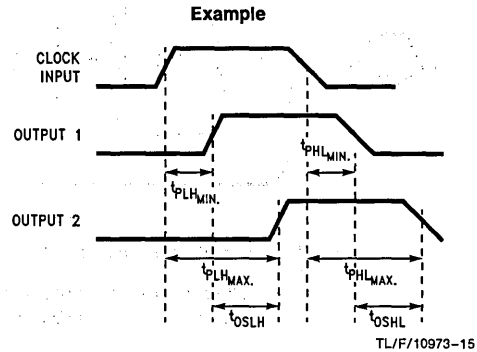 Example
CLOCK
INPUT
OUTPUT 1
tPHLMIN.
tPLHMIN.
OUTPUT 2
tPLHMAX.
tPHLMAX.
tOSLH
tOSHL
TL/F/10973–15